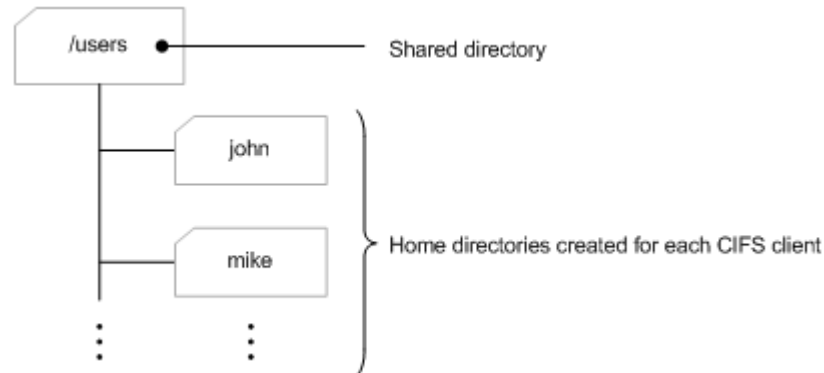 /users
Shared directory
john
Home directories created for each CIFS client
mike